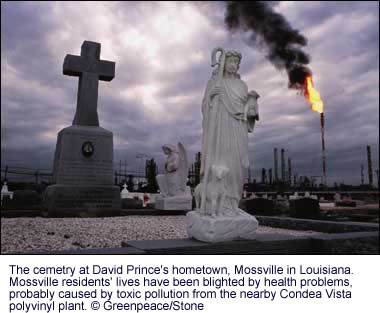 The cemetry at David Prince's hometown, Mossville in Louisiana.
Mossville residents' lives have been blighted by health problems,
probably caused by toxic pollution from the nearby Condea Vista
polyvinyl plant. © Greenpeace/Stone